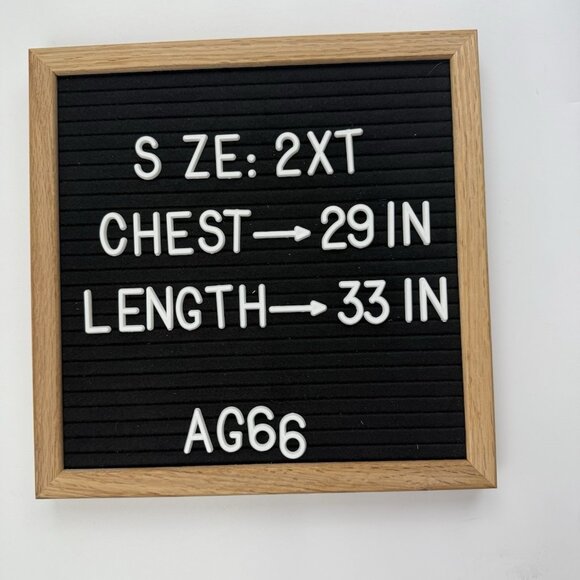 S ZE: 2XT
CHEST→29 IN
LENGTH→33 IN
AG66